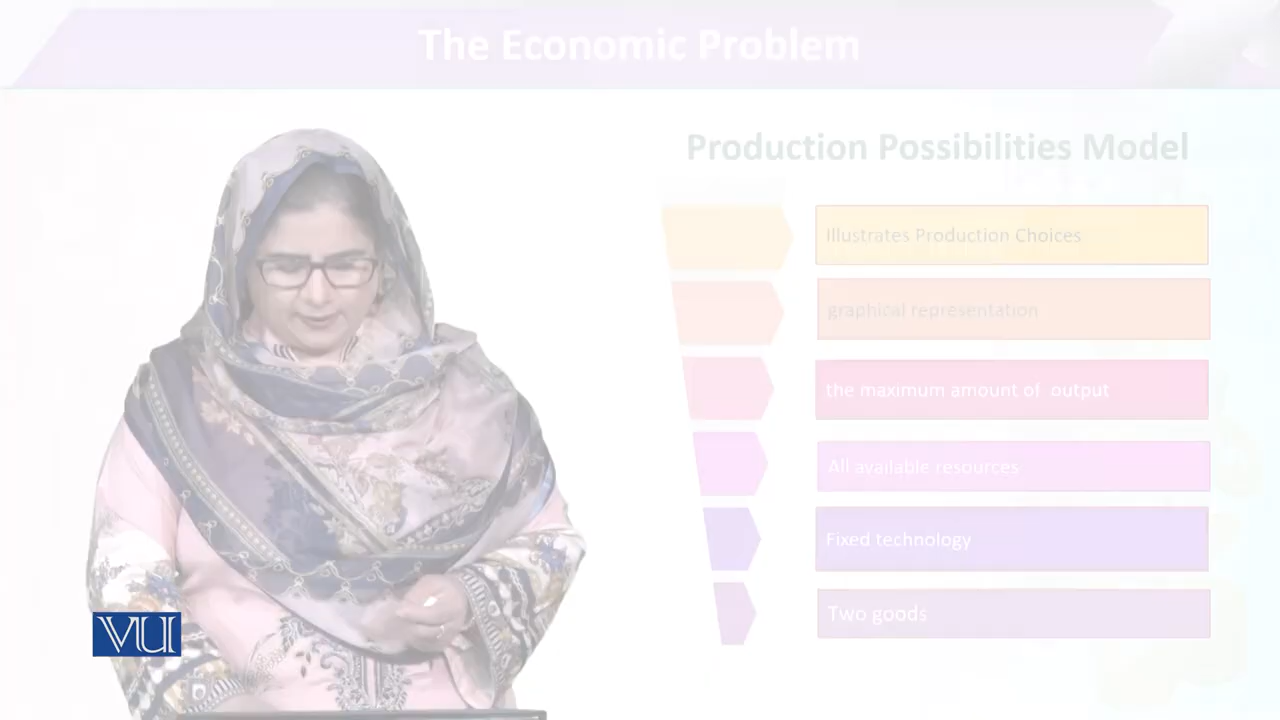 The Economic Problem
Production Possibilities Model
Illustrates Production Choices
graphical representation
the maximum amount of output
All available resources
Fixed technology
Two goods
VU